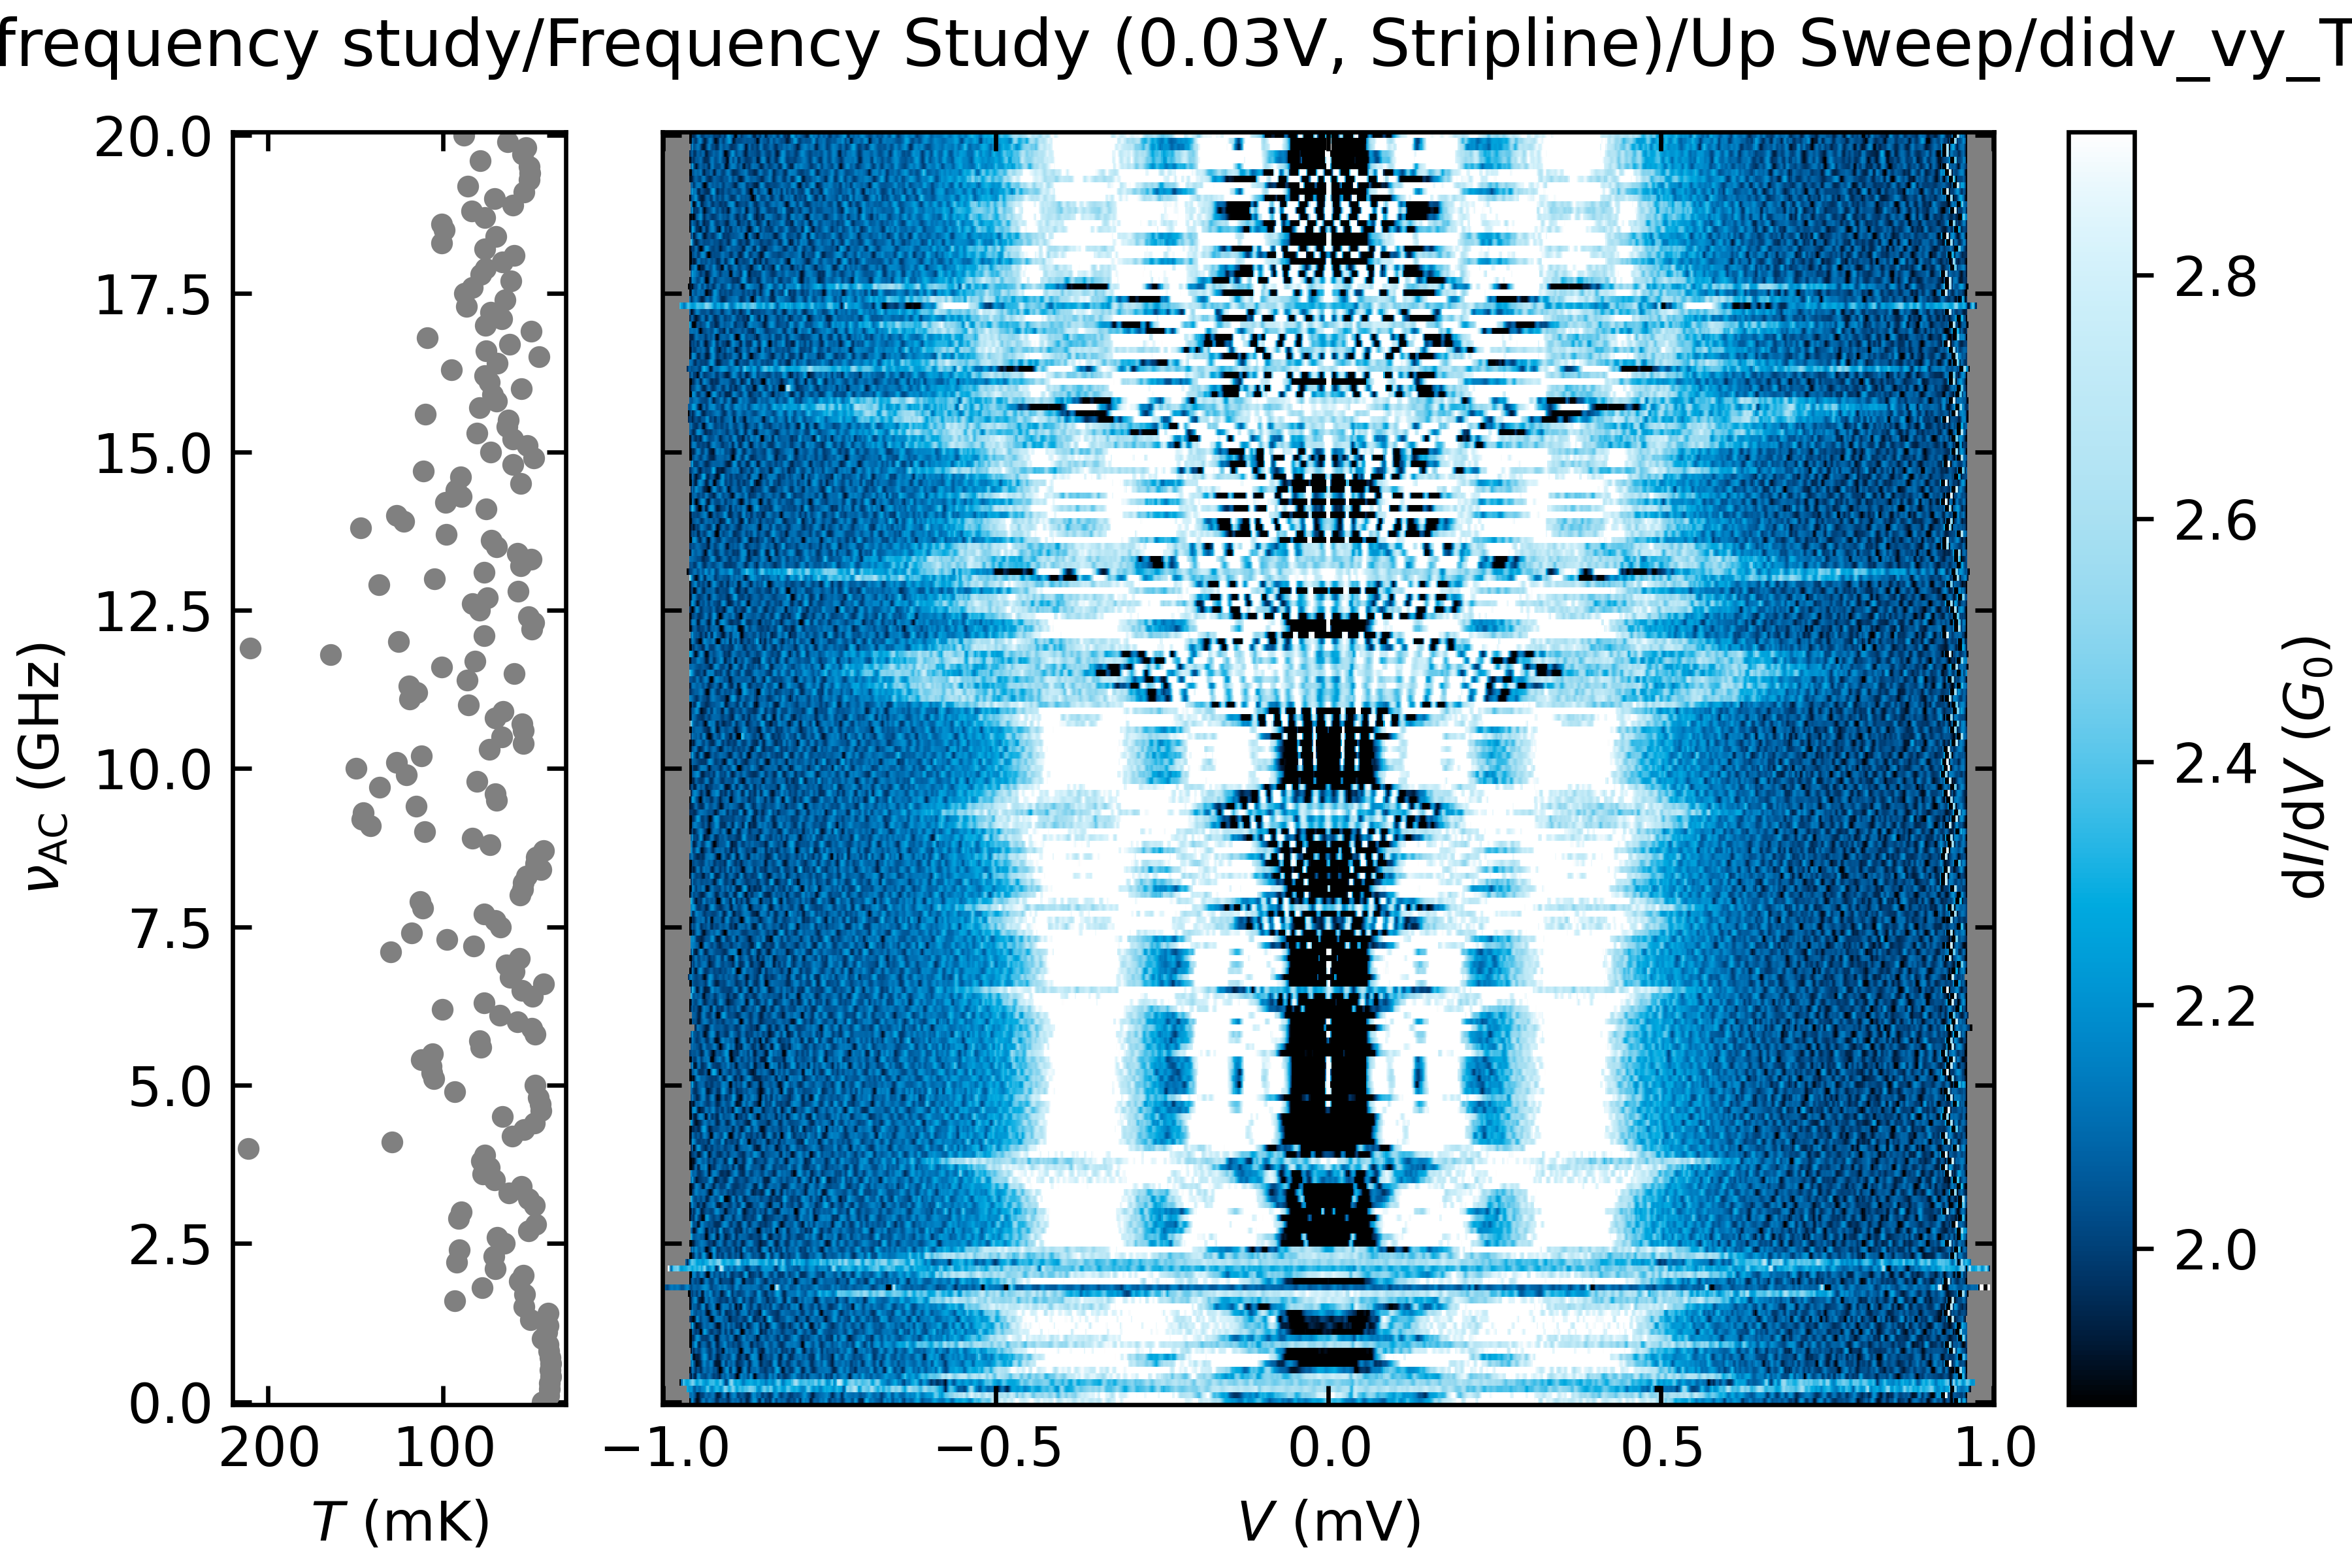 frequency study/Frequency Study (0.03V, Stripline)/Up Sweep/didv_vy_T
20.0
17.5
15.0
12.5
10.0
7.5
5.0
2.5
0.0
ν_AC (GHz)
200 100
T (mK)
−1.0 −0.5 0.0 0.5 1.0
V (mV)
2.8
2.6
2.4
2.2
2.0
dI/dV (G₀)